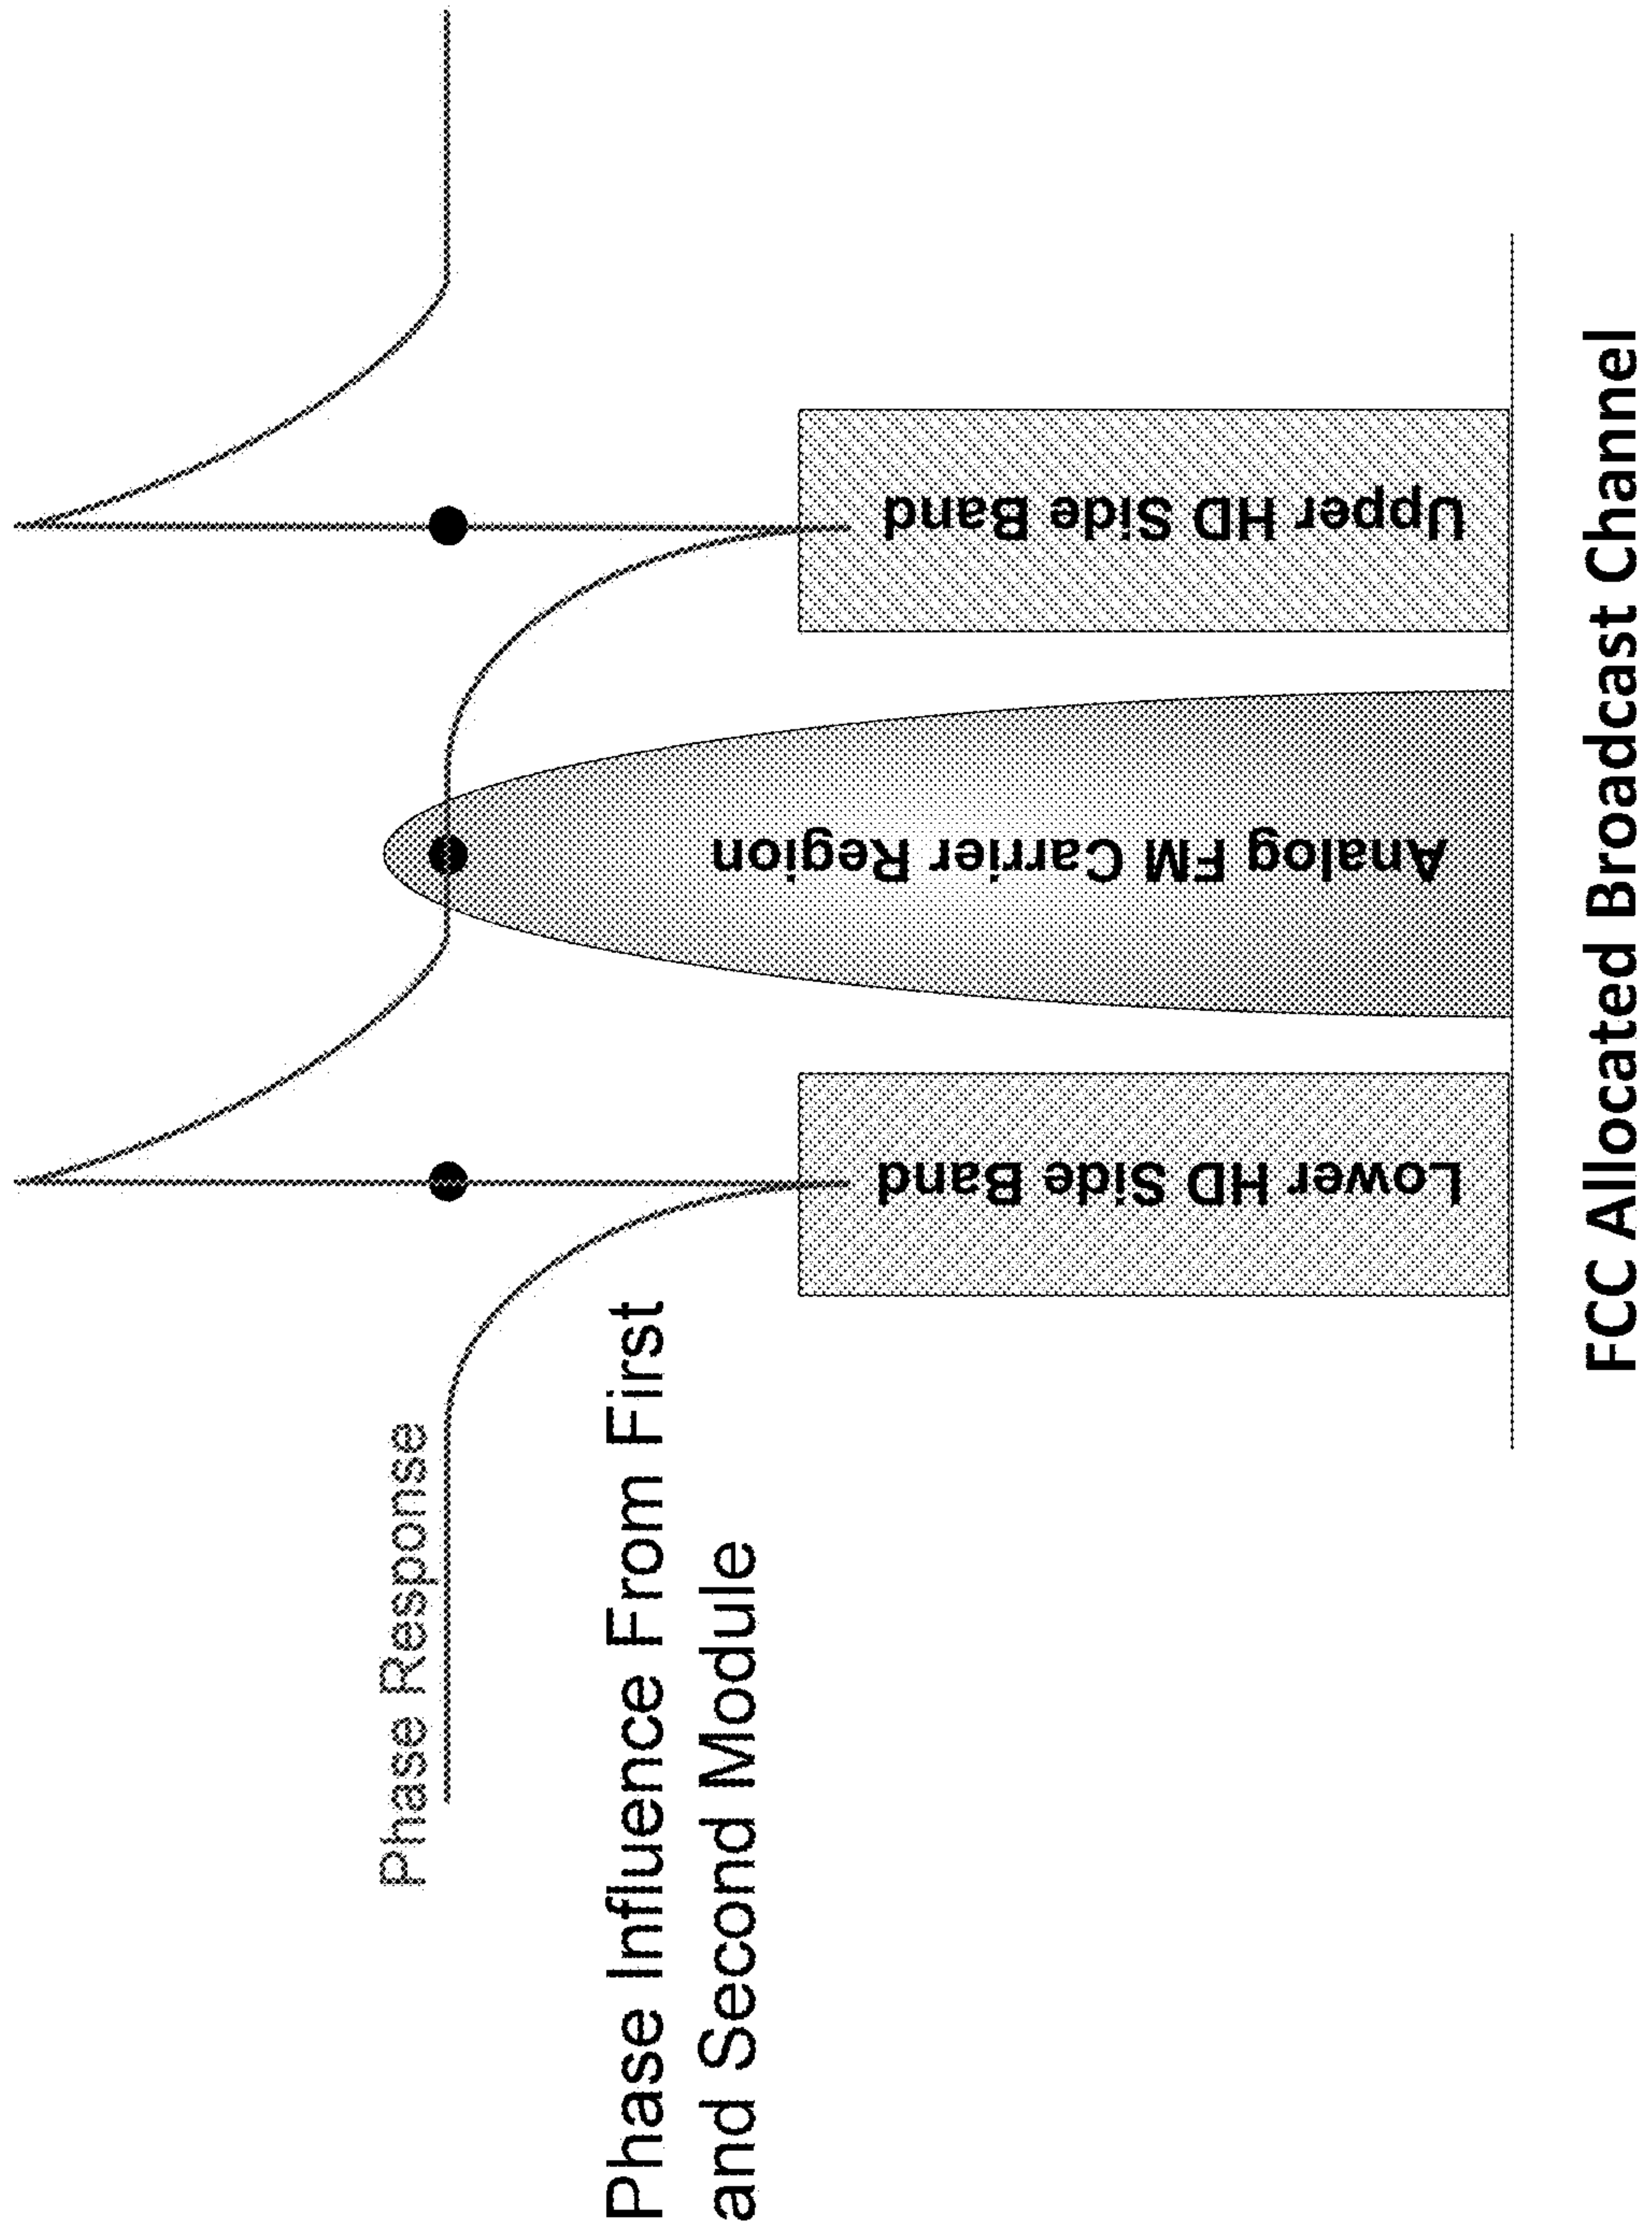 Phase Response
Phase Influence From First
and Second Module
Lower HD Side Band
Analog FM Carrier Region
Upper HD Side Band
FCC Allocated Broadcast Channel